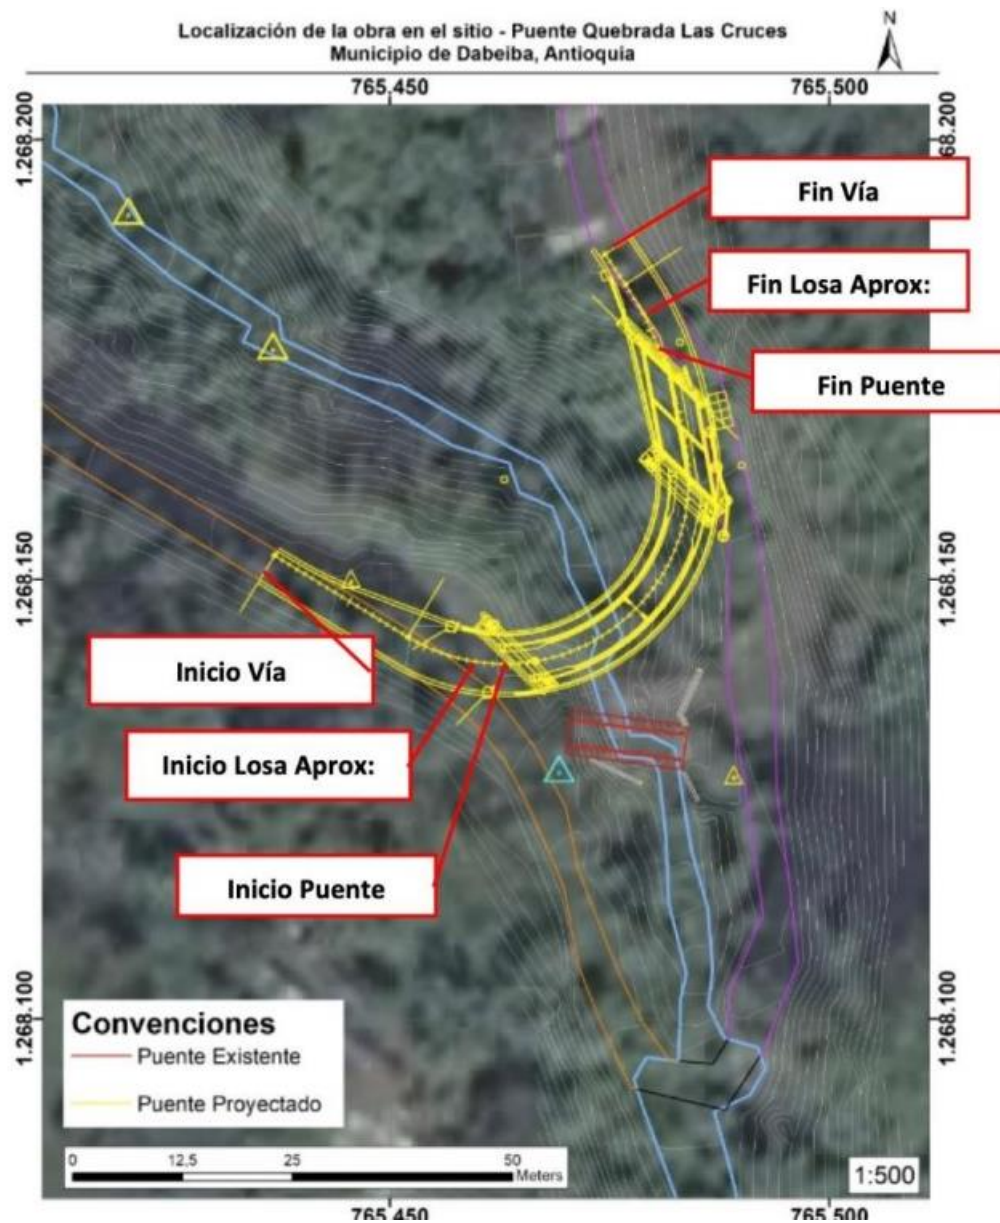 Localización de la obra en el sitio - Puente Quebrada Las Cruces
Municipio de Dabeiba, Antioquia
N
765.450
765.500
1.268.200
68.200
Fin Vía
Fin Losa Aprox:
Fin Puente
1.268.150
1.268.150
Inicio Vía
Inicio Losa Aprox:
Inicio Puente
1.268.100
1.268.100
Convenciones
Puente Existente
Puente Proyectado
0
12,5
25
50
Meters
1:500
765.450
765.500